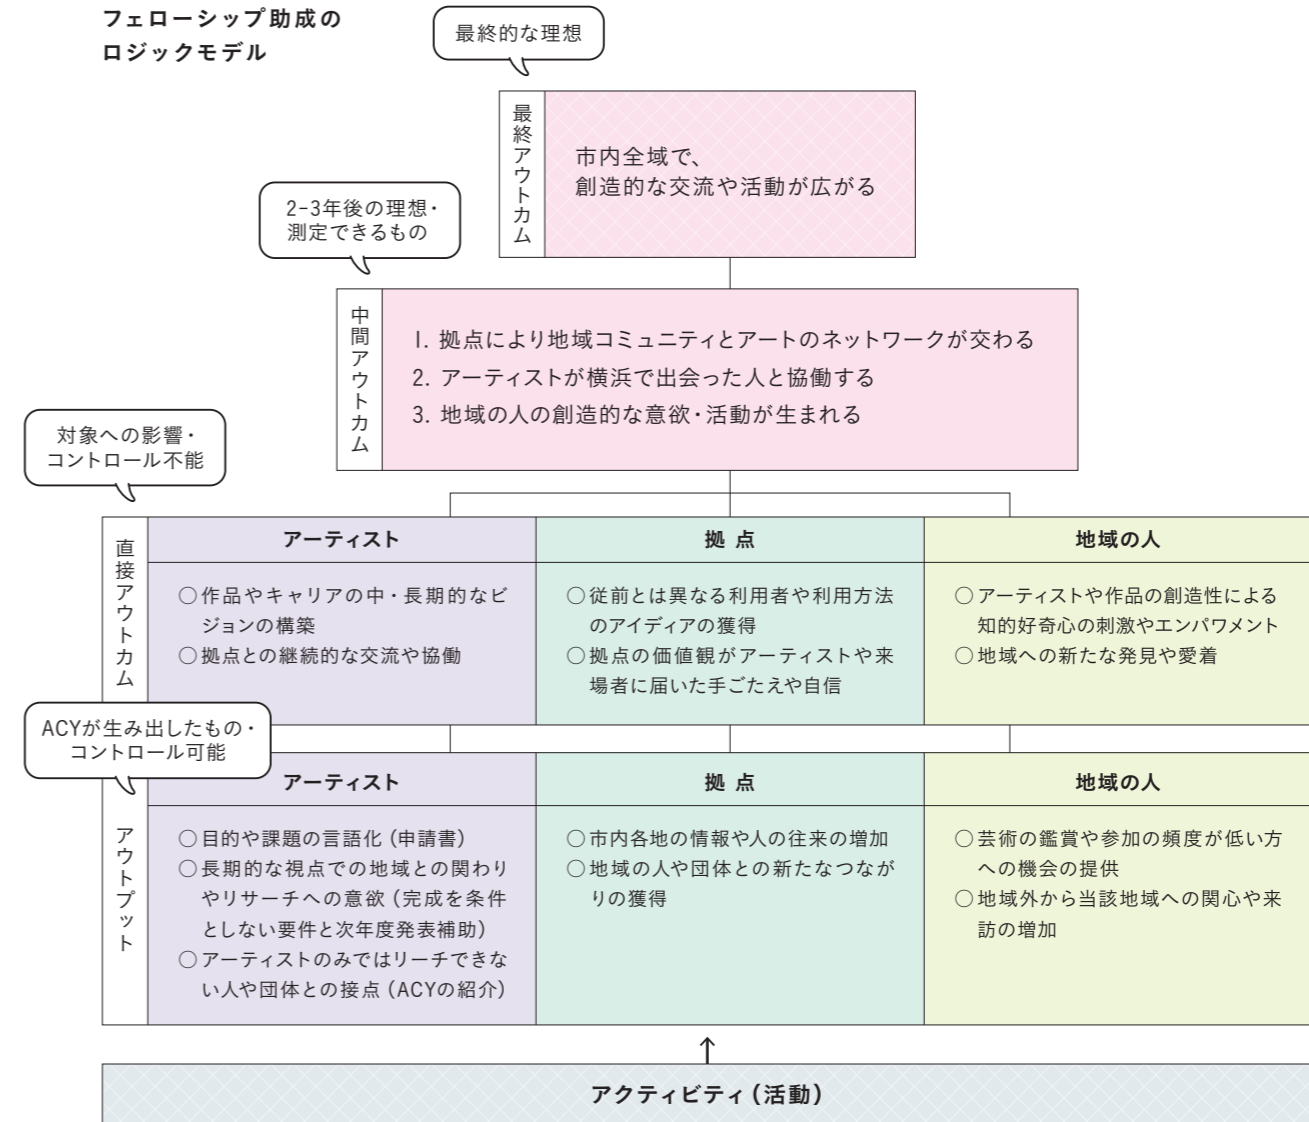 フェローシップ助成の
ロジックモデル
最終的な理想
最終アウトカム
市内全域で、
創造的な交流や活動が広がる
2-3年後の理想・
測定できるもの
中間アウトカム
1. 拠点により地域コミュニティとアートのネットワークが交わる
2. アーティストが横浜で出会った人と協働する
3. 地域の人の創造的な意欲・活動が生まれる
対象への影響・
コントロール不能
直接アウトカム
アーティスト
○作品やキャリアの中・長期的なビ
ジョンの構築
○拠点との継続的な交流や協働
拠 点
○従前とは異なる利用者や利用方法
のアイディアの獲得
○拠点の価値観がアーティストや来
場者に届いた手ごたえや自信
地域の人
○アーティストや作品の創造性による
知的好奇心の刺激やエンパワメント
○地域への新たな発見や愛着
ACYが生み出したもの・
コントロール可能
アウトプット
アーティスト
○目的や課題の言語化（申請書）
○長期的な視点での地域との関わり
やリサーチへの意欲（完成を条件
としない要件と次年度発表補助）
○アーティストのみではリーチできな
い人や団体との接点（ACYの紹介）
拠 点
○市内各地の情報や人の往来の増加
○地域の人や団体との新たなつなが
りの獲得
地域の人
○芸術の鑑賞や参加の頻度が低い方
への機会の提供
○地域外から当該地域への関心や来
訪の増加
アクティビティ（活動）